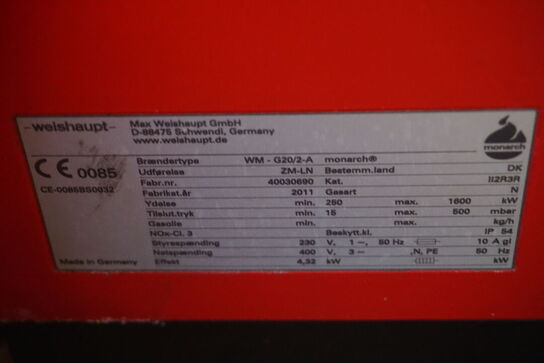 -weishaupt-
Max Weishaupt GmbH
D-88475 Schwendi, Germany
www.weishaupt.de
monarch
CE 0085
CE-0085BS0032
Brændertype WM - G20/2-A monarch®
Udførelse ZM-LN Bestemm.land DK
Fabr.nr. 40030690 Kat. II2R3R
Fabrikat.år 2011 Gasart N
Ydelse min. 250 max. 1600 kW
Tilslut.tryk min. 15 max. 500 mbar
Gasolie min. max. kg/h
NOx-Cl. 3 Beskytt.kl. IP 54
Styrespænding 230 V, 1~, 50 Hz 10 A gl
Netspænding 400 V, 3~ ,N, PE 50 Hz
Made in Germany Effekt 4,32 kW kW